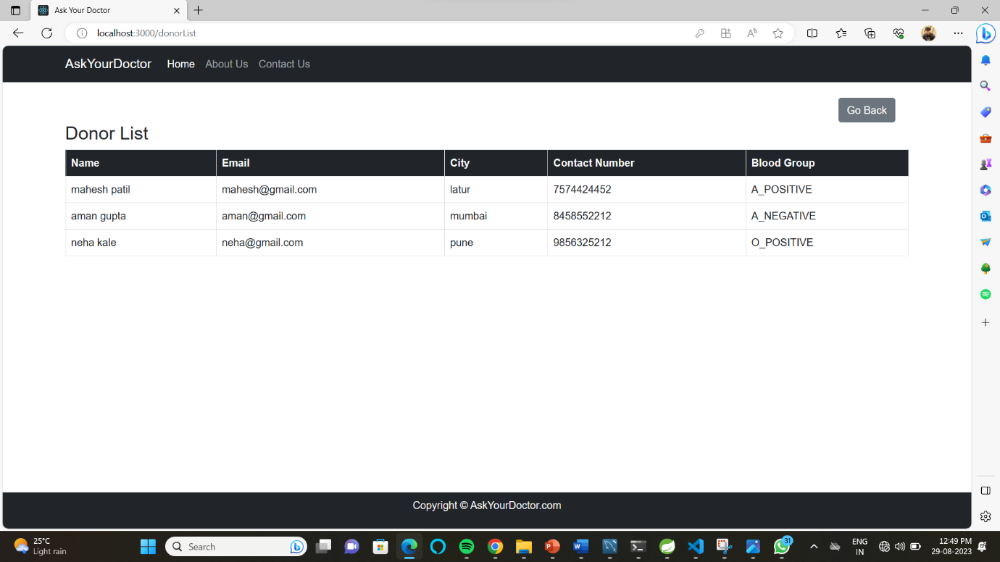 Ask Your Doctor
localhost:3000/donorList
AskYourDoctor Home About Us Contact Us
Go Back
Donor List
Name Email City Contact Number Blood Group
mahesh patil mahesh@gmail.com latur 7574424452 A_POSITIVE
aman gupta aman@gmail.com mumbai 8458552212 A_NEGATIVE
neha kale neha@gmail.com pune 9856325212 O_POSITIVE
Copyright © AskYourDoctor.com
25°C
Light rain
Search
31
ENG
IN
12:49 PM
29-08-2023